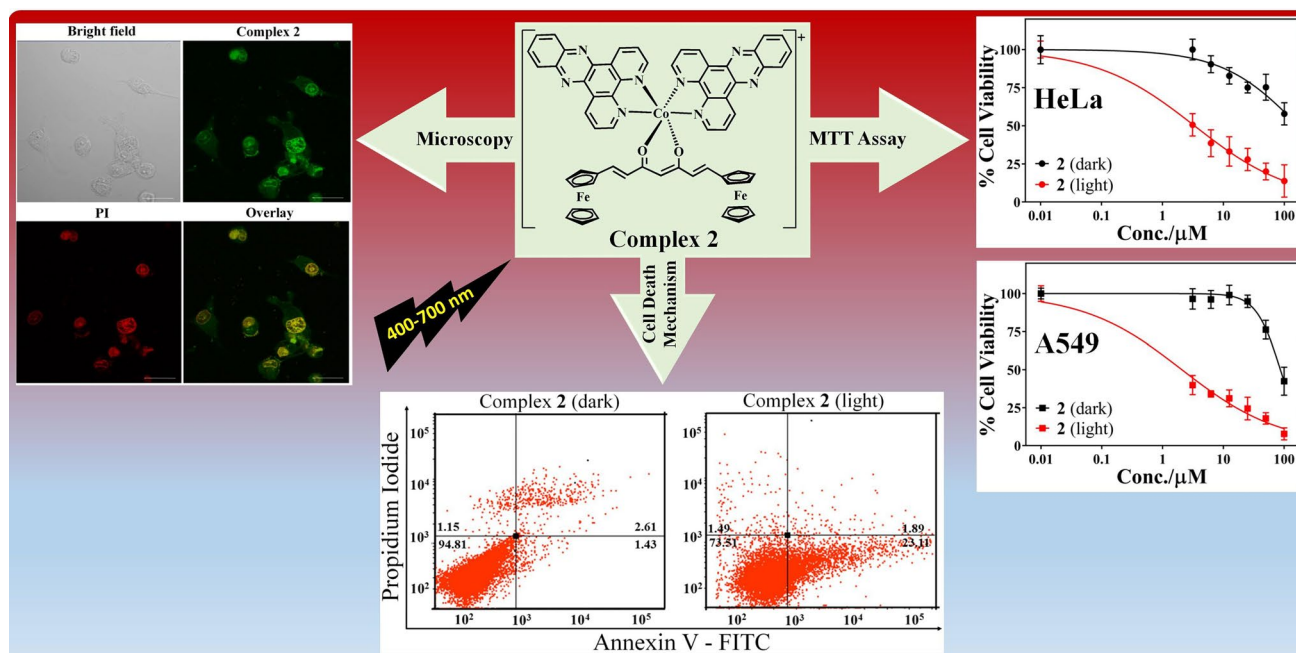 Bright field
Complex 2
PI
Overlay
Microscopy
MTT Assay
+
N
N
N
N
N
N
N
N
Co
O
O
Fe
Fe
Complex 2
400-700 nm
Cell Death
Mechanism
% Cell Viability
100
75
50
25
0
HeLa
2 (dark)
2 (light)
0.01
0.1
1
10
100
Conc./μM
% Cell Viability
100
75
50
25
0
A549
2 (dark)
2 (light)
0.01
0.1
1
10
100
Conc./μM
Complex 2 (dark)
Complex 2 (light)
Propidium Iodide
10⁵
10⁴
10³
10²
1.15
2.61
94.81
1.43
10²
10³
10⁴
10⁵
10⁵
10⁴
10³
10²
1.49
1.89
73.51
23.11
10²
10³
10⁴
10⁵
Annexin V - FITC